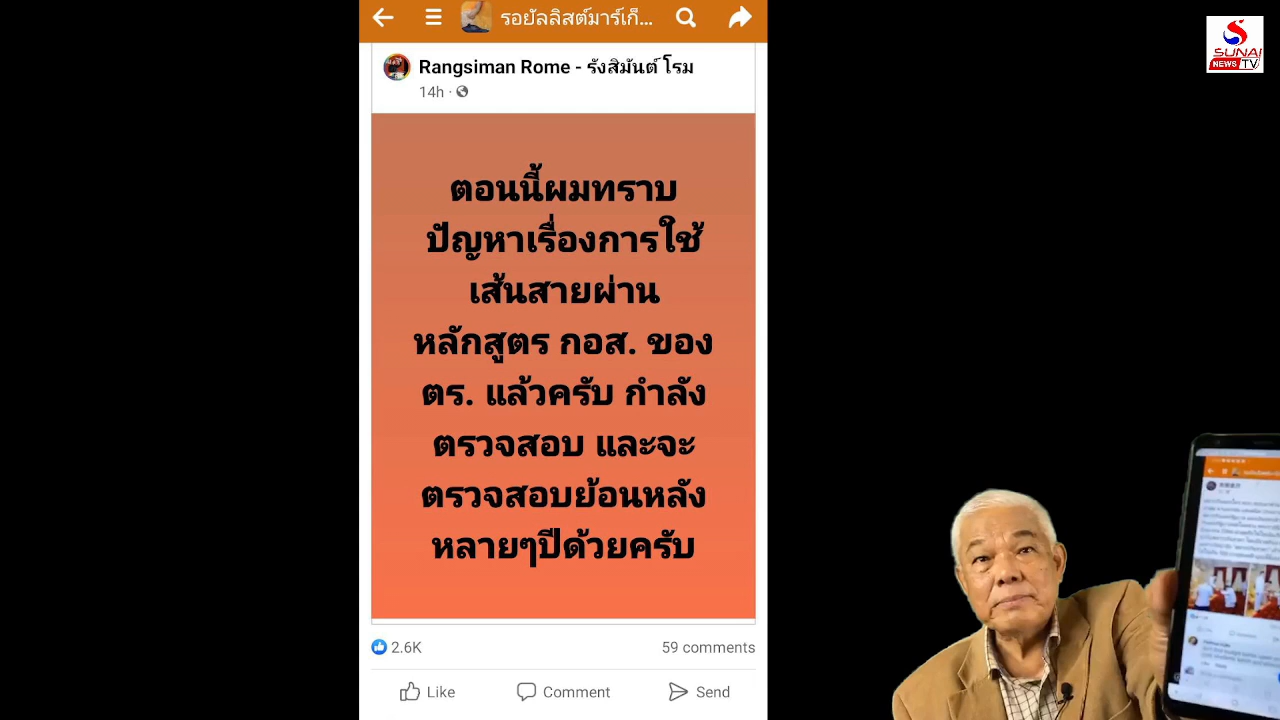 รอยัลลิสต์มาร์เก็...
SUNAI
NEWS TV
Rangsiman Rome - รังสิมันต์ โรม
14h ·
ตอนนี้ผมทราบ
ปัญหาเรื่องการใช้
เส้นสายผ่าน
หลักสูตร กอส. ของ
ตร. แล้วครับ กำลัง
ตรวจสอบ และจะ
ตรวจสอบย้อนหลัง
หลายๆปีด้วยครับ
2.6K
59 comments
Like
Comment
Send